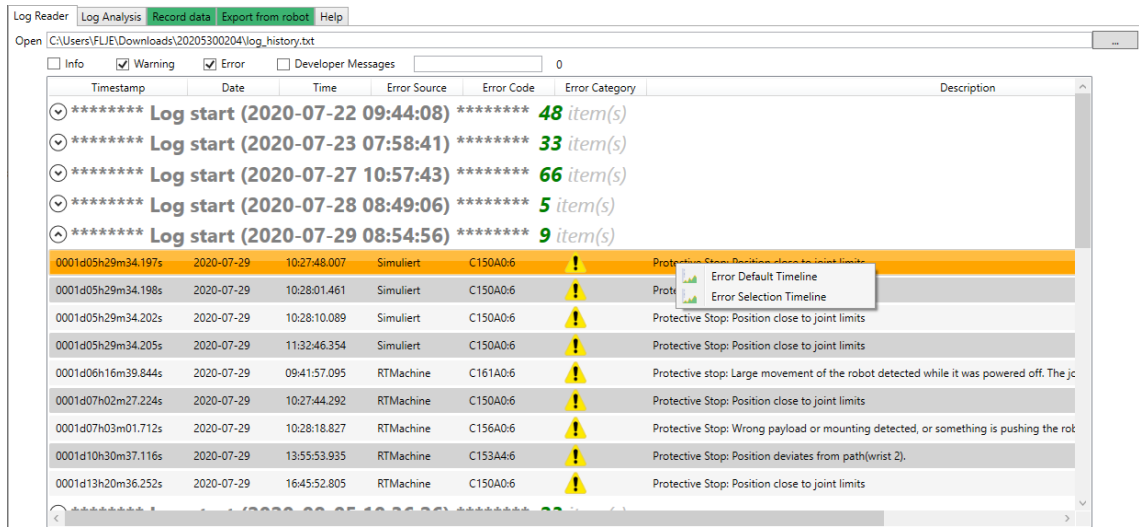 Log Reader Log Analysis Record data Export from robot Help
Open C:\Users\FLJE\Downloads\20205300204\log_history.txt ...
Info Warning Error Developer Messages 0
Timestamp Date Time Error Source Error Code Error Category Description
******** Log start (2020-07-22 09:44:08) ******** 48 item(s)
******** Log start (2020-07-23 07:58:41) ******** 33 item(s)
******** Log start (2020-07-27 10:57:43) ******** 66 item(s)
******** Log start (2020-07-28 08:49:06) ******** 5 item(s)
******** Log start (2020-07-29 08:54:56) ******** 9 item(s)
0001d05h29m34.197s 2020-07-29 10:27:48.007 Simuliert C150A0:6 Protective Stop: Position close to joint limits
Error Default Timeline
0001d05h29m34.198s 2020-07-29 10:28:01.461 Simuliert C150A0:6 Prote
Error Selection Timeline
0001d05h29m34.202s 2020-07-29 10:28:10.089 Simuliert C150A0:6 Protective Stop: Position close to joint limits
0001d05h29m34.205s 2020-07-29 11:32:46.354 Simuliert C150A0:6 Protective Stop: Position close to joint limits
0001d06h16m39.844s 2020-07-29 09:41:57.095 RTMachine C161A0:6 Protective stop: Large movement of the robot detected while it was powered off. The jc
0001d07h02m27.224s 2020-07-29 10:27:44.292 RTMachine C150A0:6 Protective Stop: Position close to joint limits
0001d07h03m01.712s 2020-07-29 10:28:18.827 RTMachine C156A0:6 Protective Stop: Wrong payload or mounting detected, or something is pushing the rob
0001d10h30m37.116s 2020-07-29 13:55:53.935 RTMachine C153A4:6 Protective Stop: Position deviates from path(wrist 2).
0001d13h20m36.252s 2020-07-29 16:45:52.805 RTMachine C150A0:6 Protective Stop: Position close to joint limits